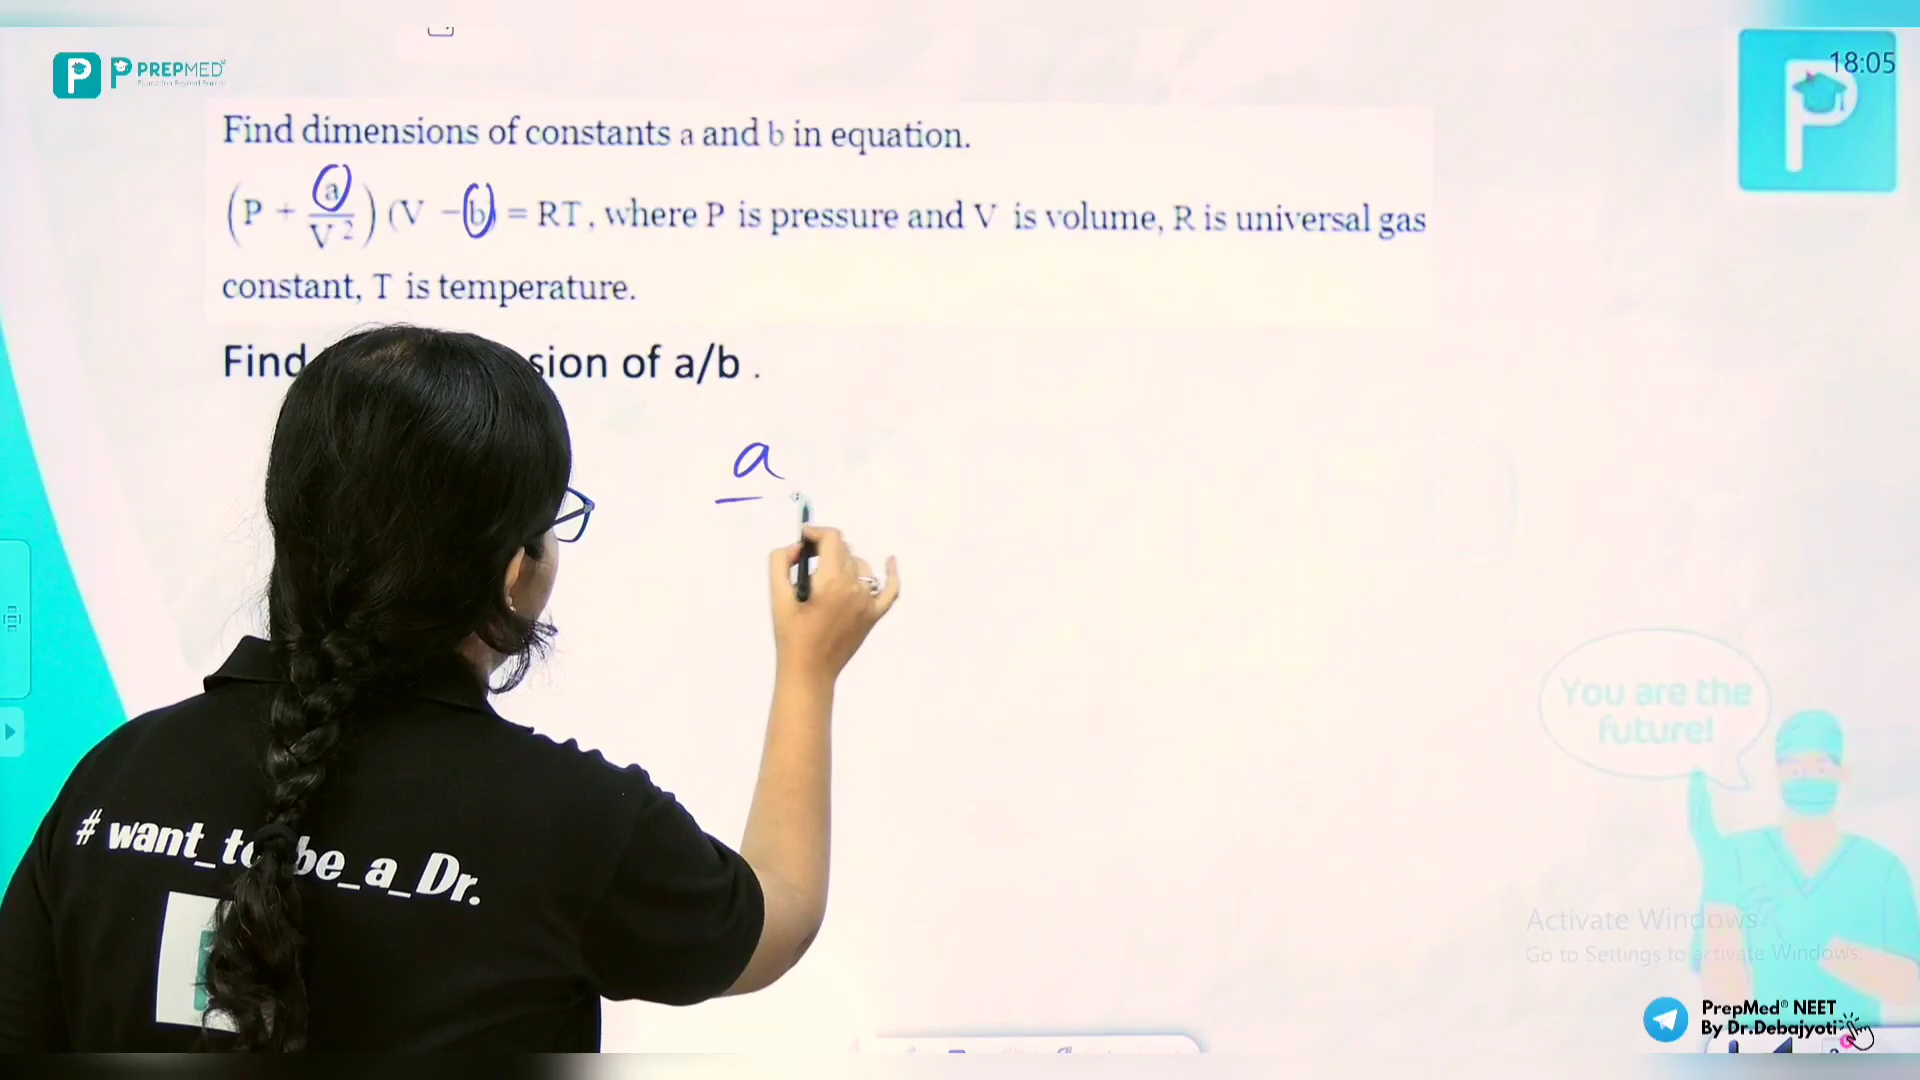 18:05
PREPMED
Find dimensions of constants a and b in equation.
(P + a/V²) (V − b) = RT, where P is pressure and V is volume, R is universal gas
constant, T is temperature.
Find sion of a/b .
a
You are the
future!
# want_to be_a_Dr.
Activate Windows
Go to Settings to activate Windows.
PrepMed® NEET
By Dr.Debajyoti